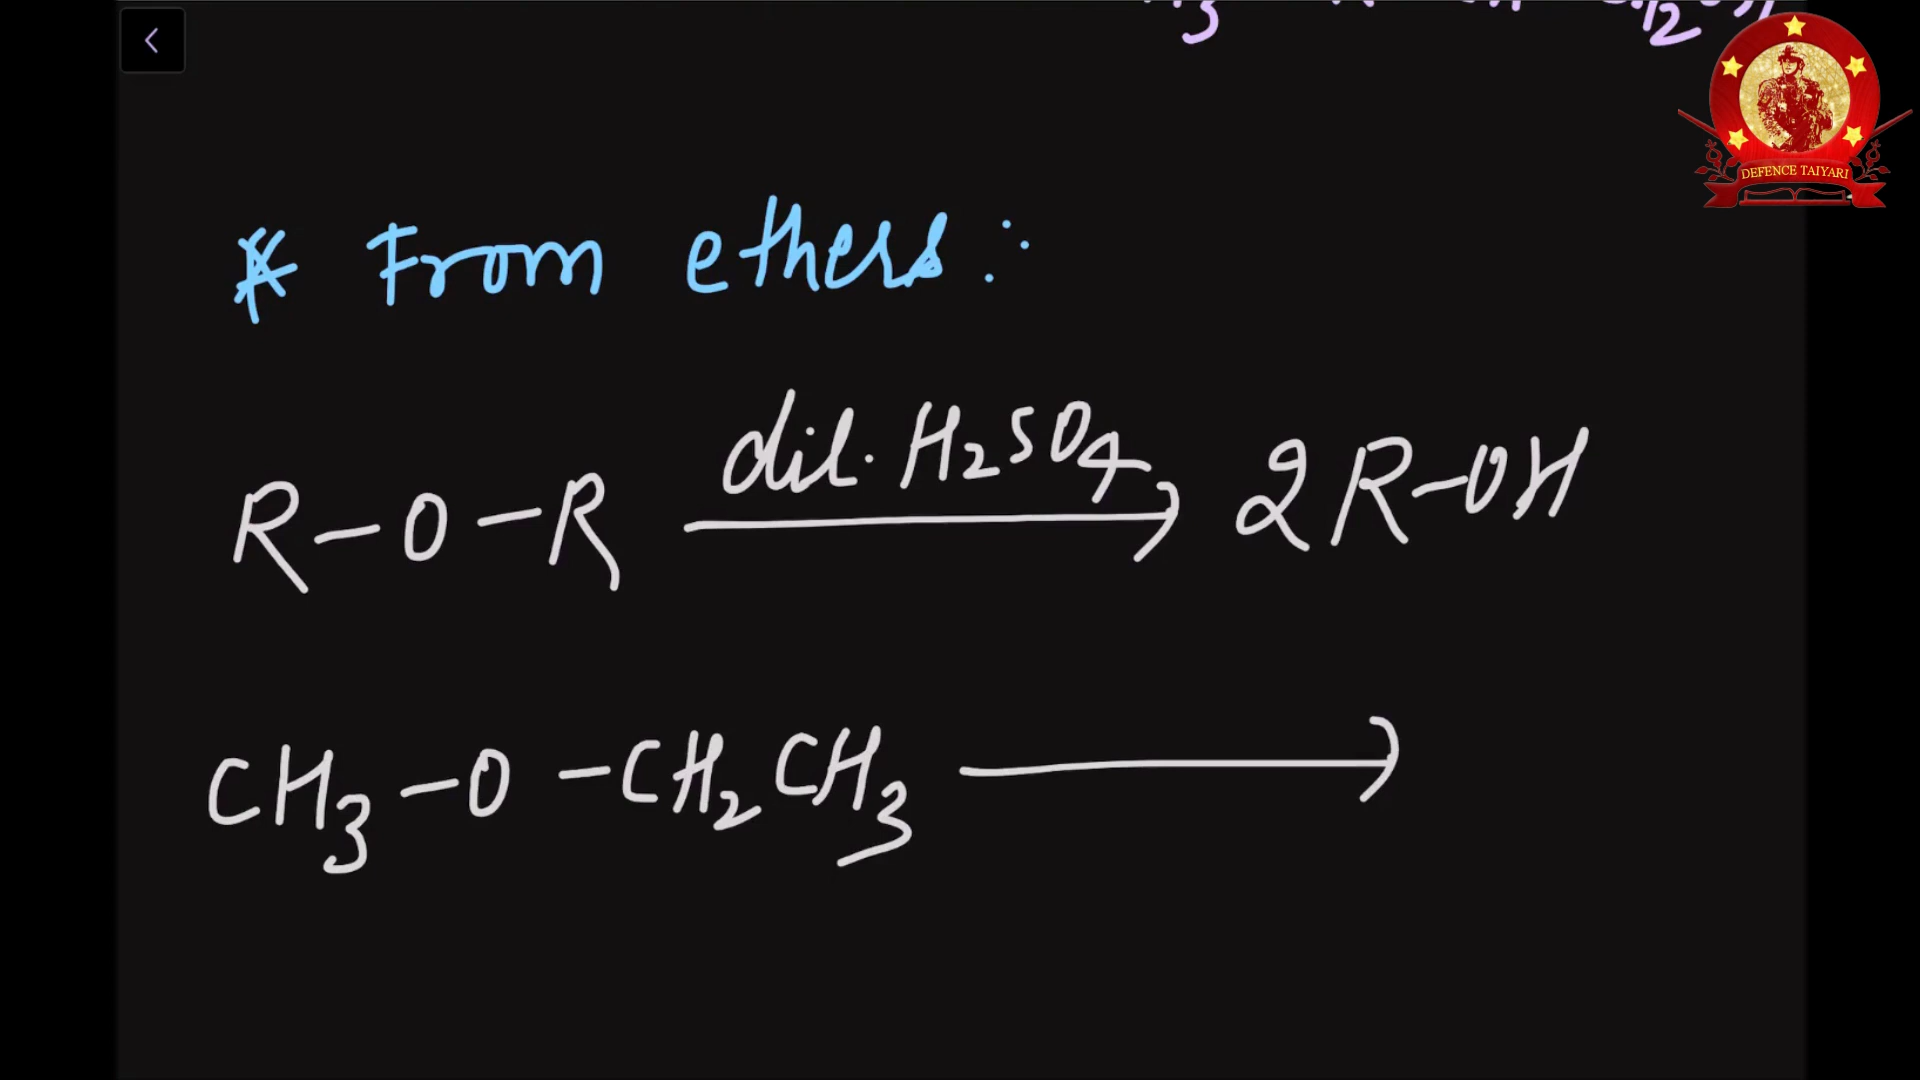 DEFENCE TAIYARI
* From ethers :-
R-O-R dil. H2SO4 → 2R-OH
CH3-O-CH2CH3 →